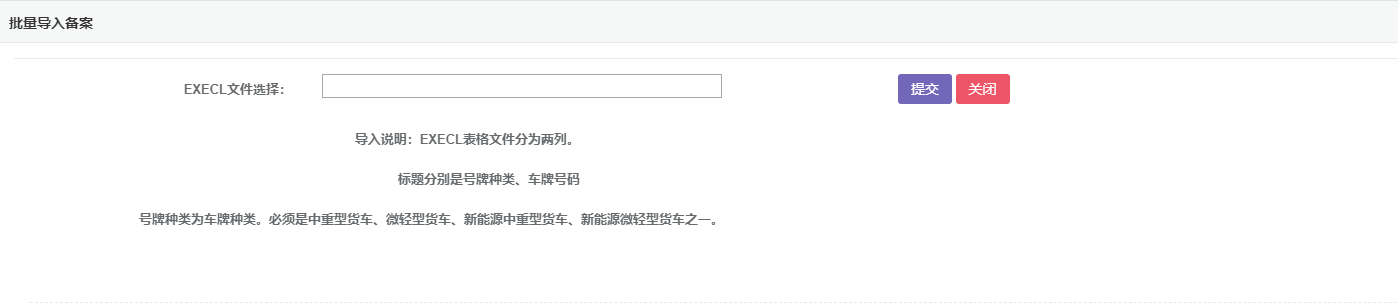 批量导入备案
EXECL文件选择：
提交
关闭
导入说明：EXECL表格文件分为两列。
标题分别是号牌种类、车牌号码
号牌种类为车牌种类。必须是中重型货车、微轻型货车、新能源中重型货车、新能源微轻型货车之一。